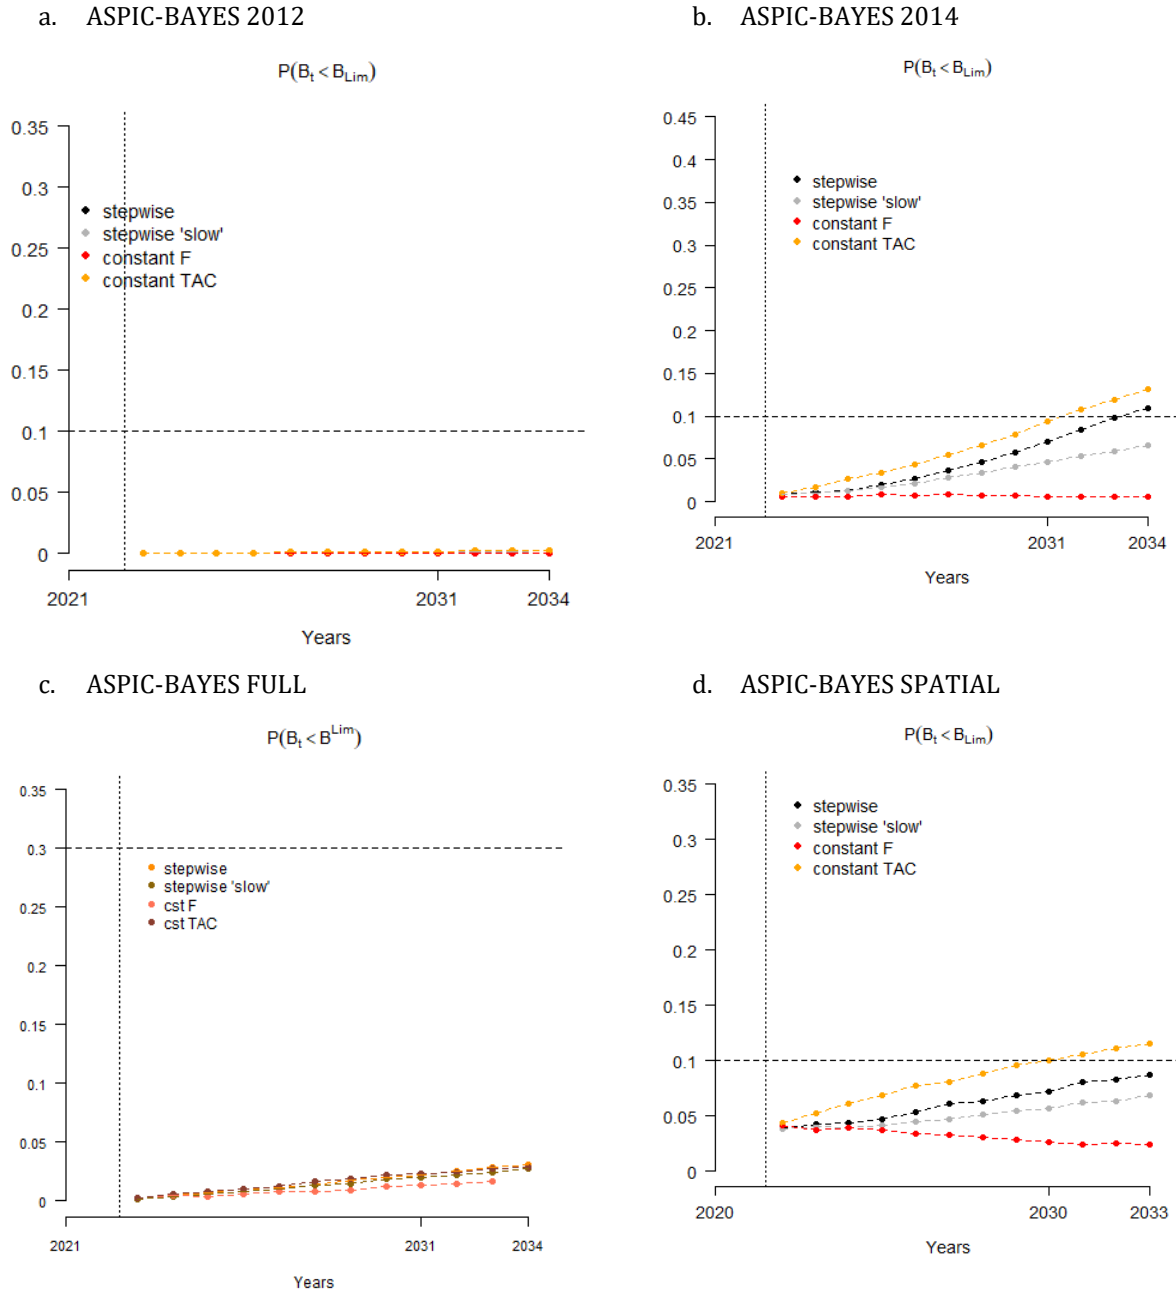 a. ASPIC-BAYES 2012
P(Bt < BLim)
0.35
0.3
0.25
0.2
0.15
0.1
0.05
0
stepwise
stepwise 'slow'
constant F
constant TAC
2021
2031
2034
Years
b. ASPIC-BAYES 2014
P(Bt < BLim)
0.45
0.4
0.35
0.3
0.25
0.2
0.15
0.1
0.05
0
stepwise
stepwise 'slow'
constant F
constant TAC
2021
2031
2034
Years
c. ASPIC-BAYES FULL
P(Bt < BLim)
0.35
0.3
0.25
0.2
0.15
0.1
0.05
0
stepwise
stepwise 'slow'
cst F
cst TAC
2021
2031
2034
Years
d. ASPIC-BAYES SPATIAL
P(Bt < BLim)
0.35
0.3
0.25
0.2
0.15
0.1
0.05
0
stepwise
stepwise 'slow'
constant F
constant TAC
2020
2030
2033
Years